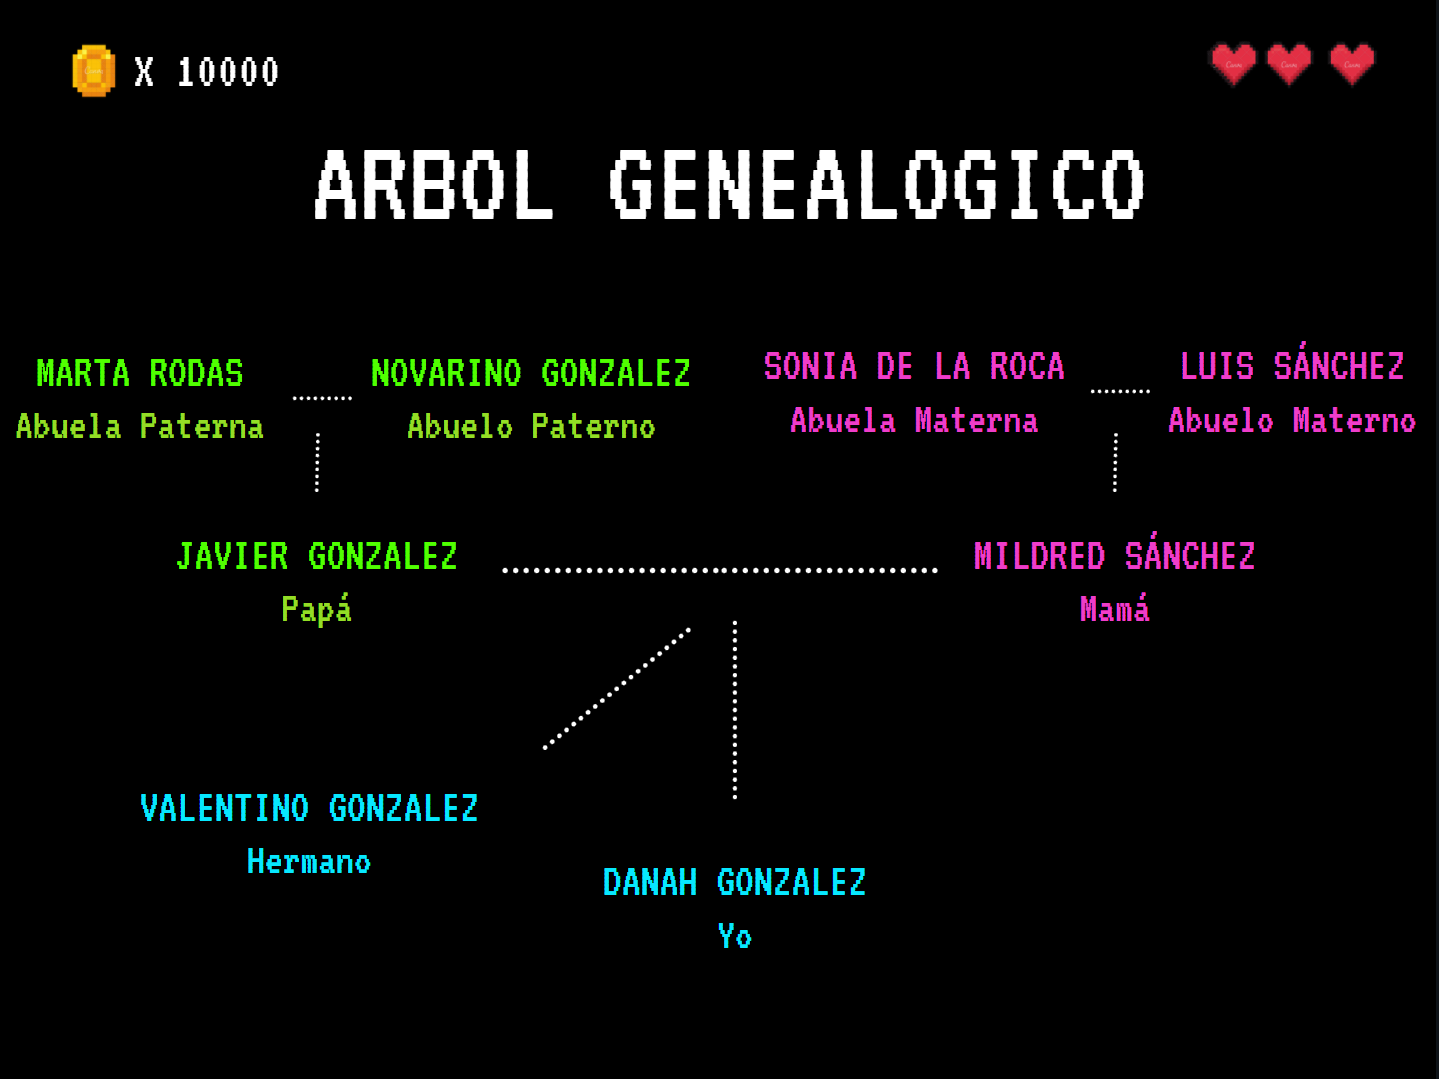 X 10000
ARBOL GENEALOGICO
MARTA RODAS
Abuela Paterna
NOVARINO GONZALEZ
Abuelo Paterno
SONIA DE LA ROCA
Abuela Materna
LUIS SÁNCHEZ
Abuelo Materno
JAVIER GONZALEZ
Papá
MILDRED SÁNCHEZ
Mamá
VALENTINO GONZALEZ
Hermano
DANAH GONZALEZ
Yo